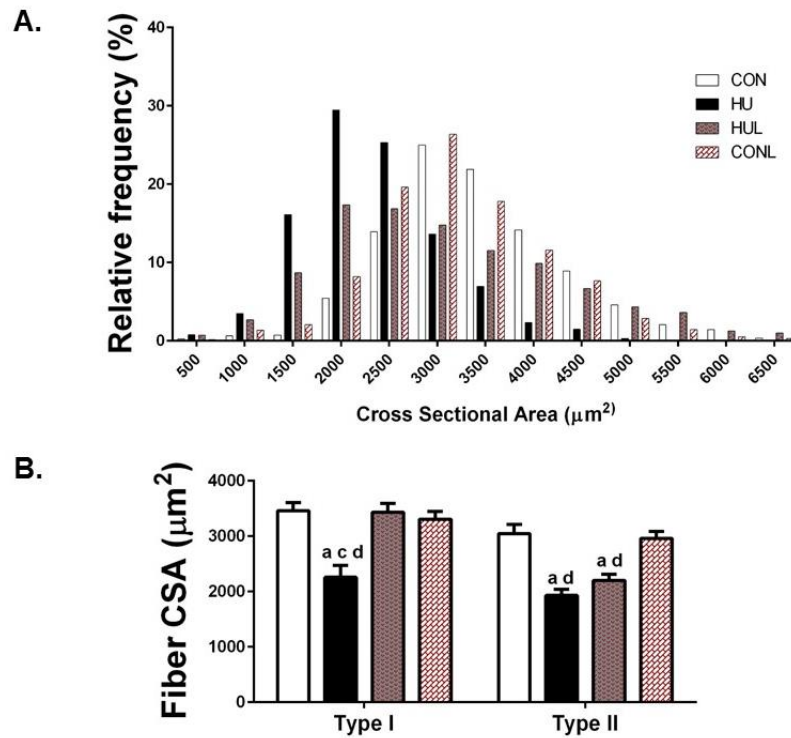 A.
Relative frequency (%)
40
30
20
10
0
CON
HU
HUL
CONL
500 1000 1500 2000 2500 3000 3500 4000 4500 5000 5500 6000 6500
Cross Sectional Area (μm²)
B.
Fiber CSA (μm²)
4000
3000
2000
1000
0
a c d
a d a d
Type I Type II